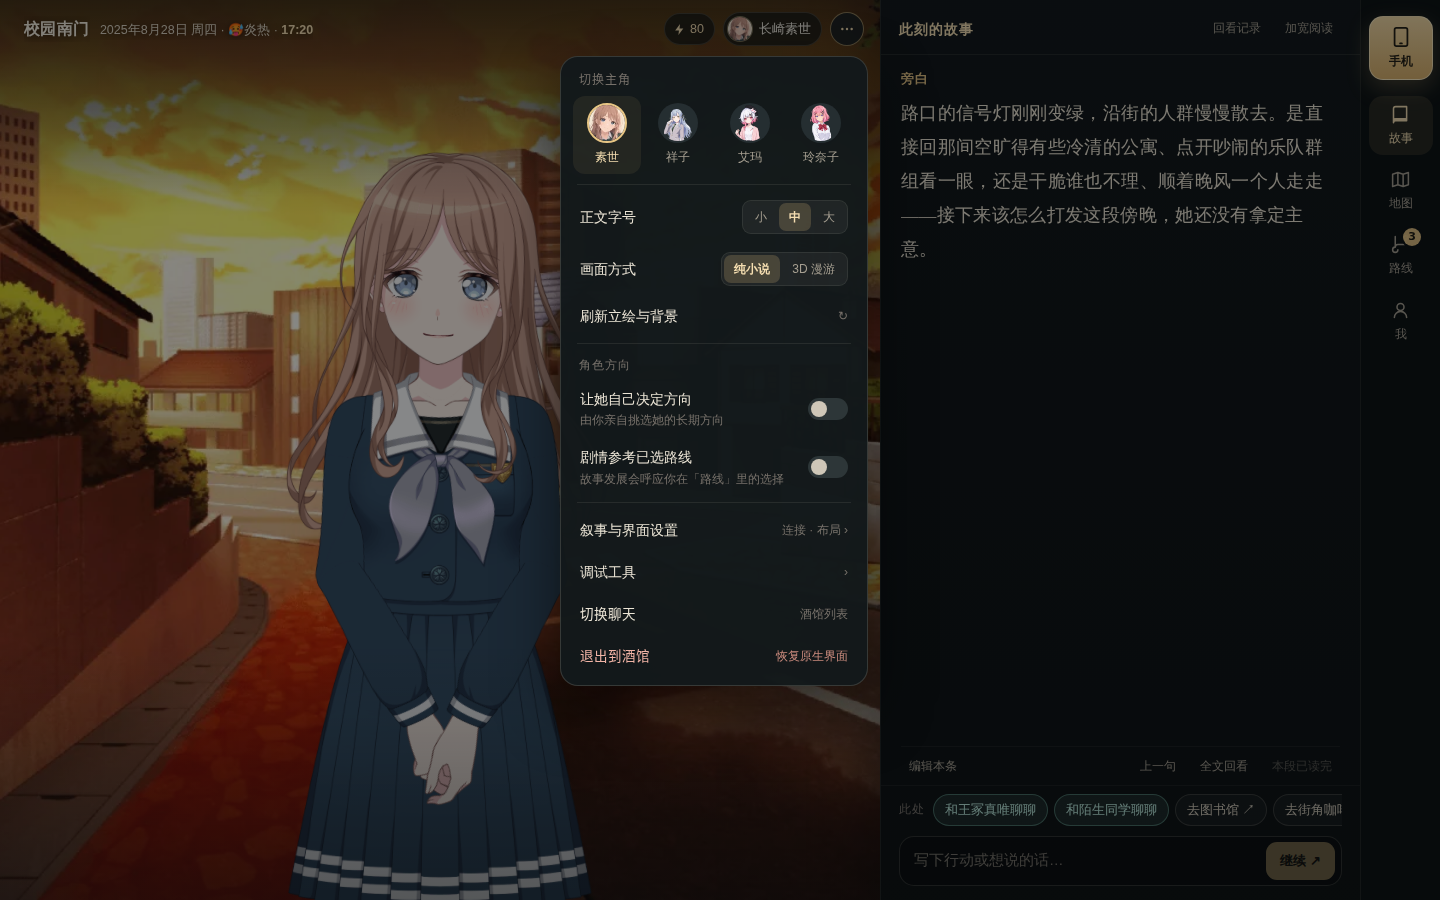 校园南门 2025年8月28日 周四 · 🥵炎热 · 17:20
80
长崎素世
切换主角
素世 祥子 艾玛 玲奈子
正文字号 小 中 大
画面方式 纯小说 3D 漫游
刷新立绘与背景 ↻
角色方向
让她自己决定方向
由你亲自挑选她的长期方向
剧情参考已选路线
故事发展会呼应你在「路线」里的选择
叙事与界面设置 连接 · 布局 ›
调试工具 ›
切换聊天 酒馆列表
退出到酒馆 恢复原生界面
此刻的故事 回看记录 加宽阅读
旁白
路口的信号灯刚刚变绿，沿街的人群慢慢散去。是直
接回那间空旷得有些冷清的公寓、点开吵闹的乐队群
组看一眼，还是干脆谁也不理、顺着晚风一个人走走
——接下来该怎么打发这段傍晚，她还没有拿定主
意。
编辑本条 上一句 全文回看 本段已读完
此处 和王冢真唯聊聊 和陌生同学聊聊 去图书馆 ↗ 去街角咖
写下行动或想说的话… 继续 ↗
手机
故事
地图
3
路线
我